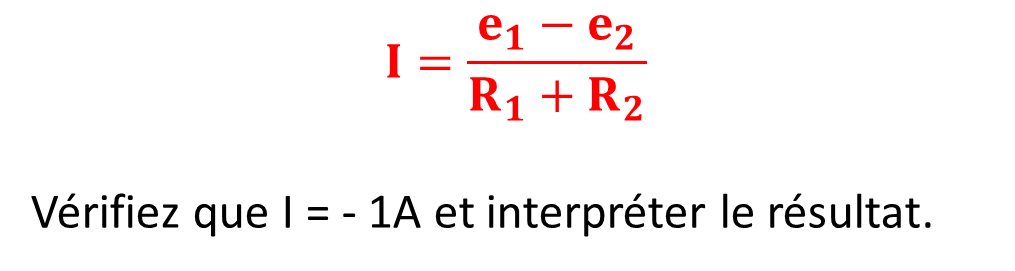 I = (e₁ − e₂) / (R₁ + R₂)
Vérifiez que I = - 1A et interpréter le résultat.